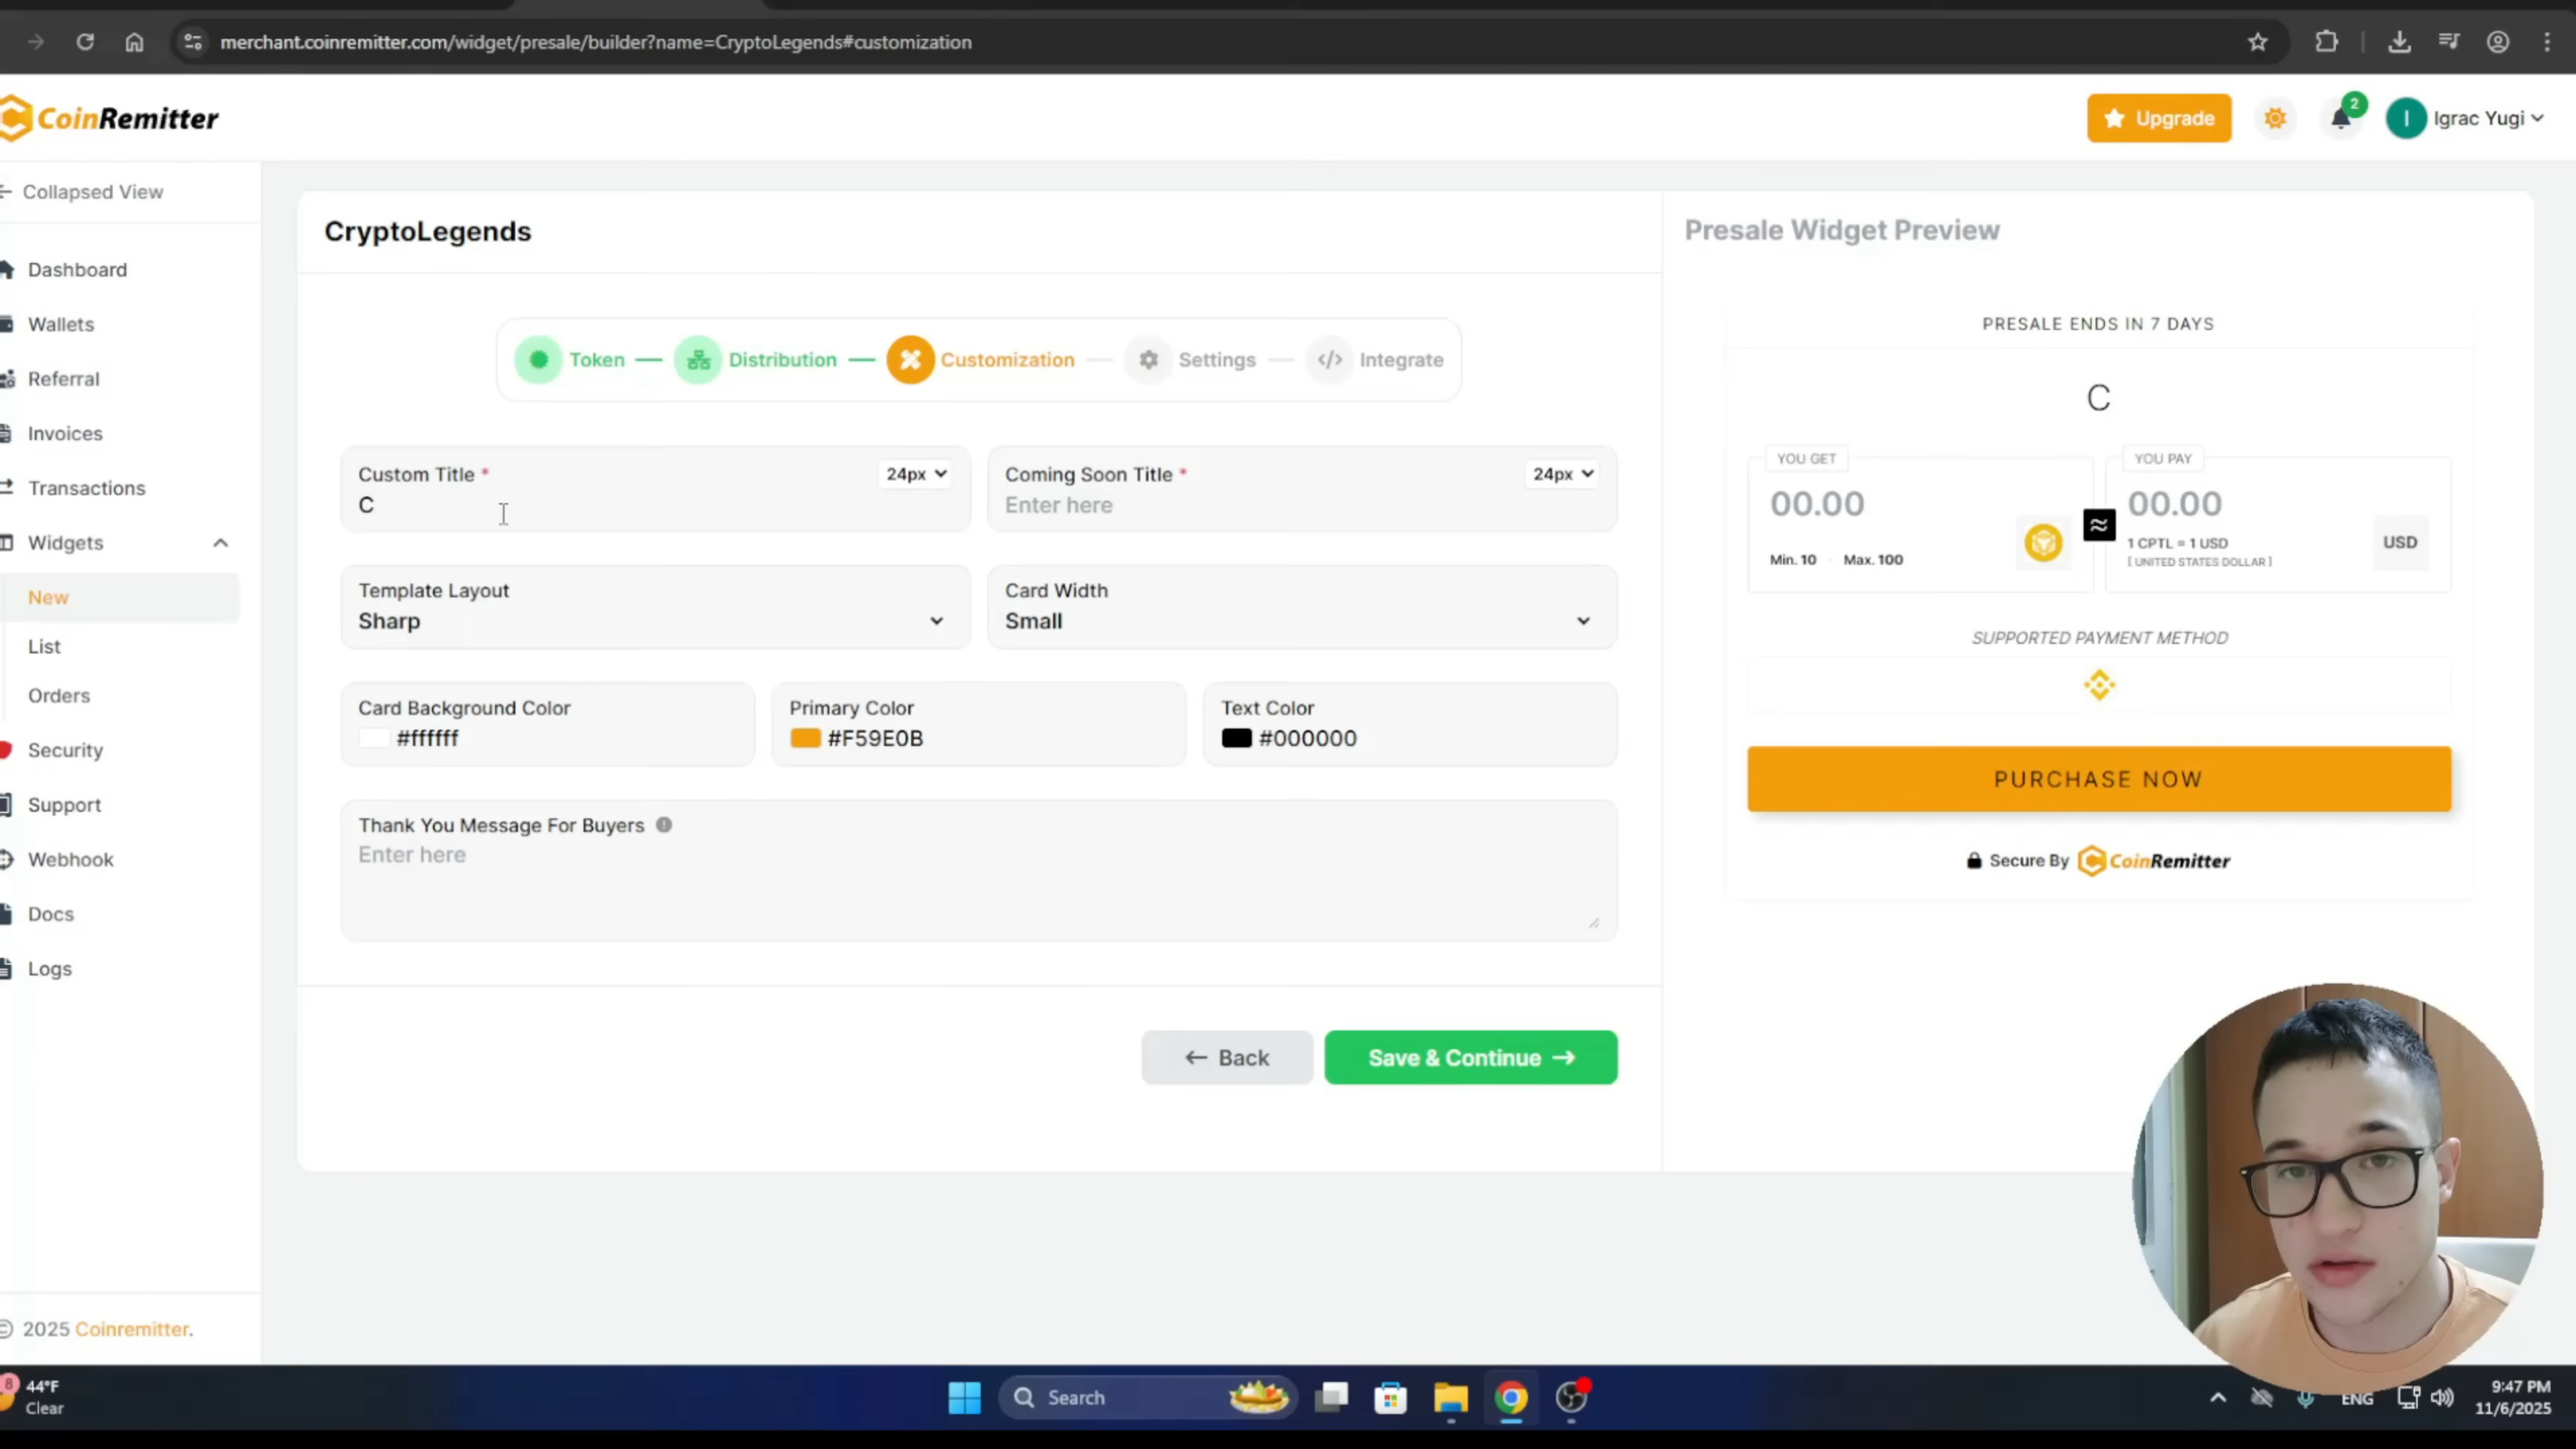 merchant.coinremitter.com/widget/presale/builder?name=CryptoLegends#customization
CoinRemitter
Upgrade
2
I
Igrac Yugi
Collapsed View
Dashboard
Wallets
Referral
Invoices
Transactions
Widgets
New
List
Orders
Security
Support
Webhook
Docs
Logs
© 2025 Coinremitter.
CryptoLegends
Token
Distribution
Customization
Settings
Integrate
Custom Title *
24px
C
Coming Soon Title *
24px
Enter here
Template Layout
Sharp
Card Width
Small
Card Background Color
#ffffff
Primary Color
#F59E0B
Text Color
#000000
Thank You Message For Buyers
Enter here
Back
Save & Continue
Presale Widget Preview
PRESALE ENDS IN 7 DAYS
C
YOU GET
00.00
Min. 10
Max. 100
YOU PAY
00.00
1 CPTL = 1 USD
[ UNITED STATES DOLLAR ]
USD
SUPPORTED PAYMENT METHOD
PURCHASE NOW
Secure By CoinRemitter
8
44°F
Clear
Search
ENG
9:47 PM
11/6/2025